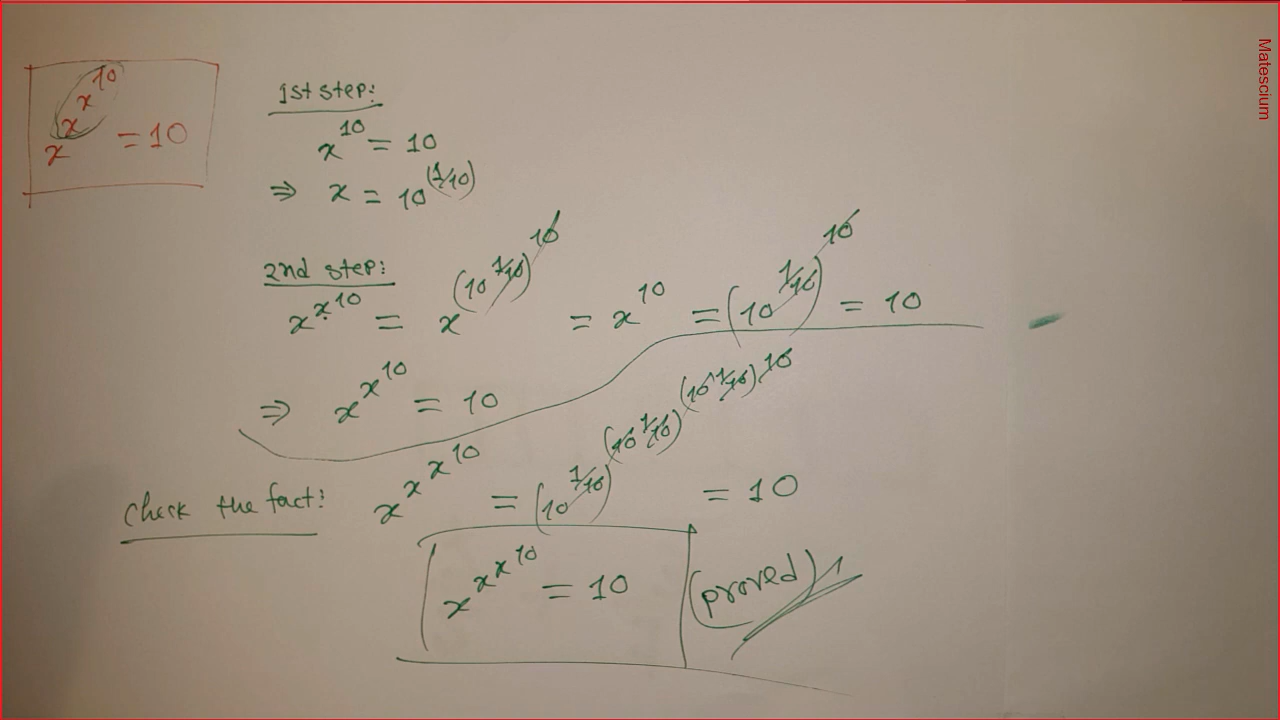 x^x^x^10 = 10
1st step:
x^10 = 10
⇒ x = 10^(1/10)
2nd step:
x^x^10 = x^(10^1/10)^10 = x^10 = (10^1/10)^10 = 10
⇒ x^x^10 = 10
Check the fact: x^x^x^10 = (10^1/10)^(10^1/10)^(10^1/10)^10 = 10
x^x^x^10 = 10 (proved)
Matescium